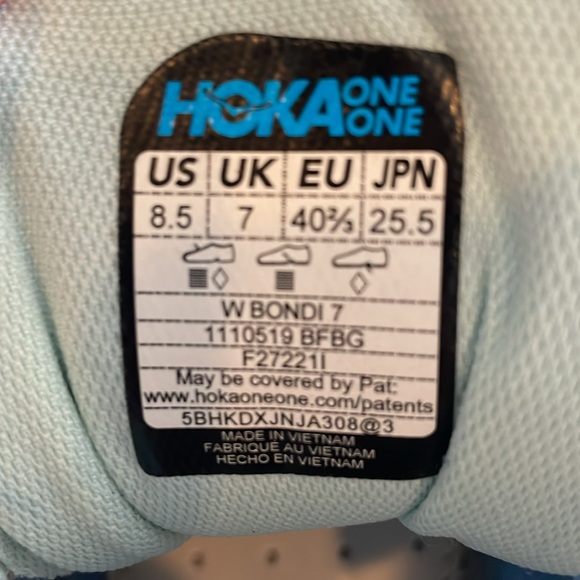 HOKA ONE ONE
US UK EU JPN
8.5 7 40⅔ 25.5
W BONDI 7
1110519 BFBG
F27221I
May be covered by Pat:
www.hokaoneone.com/patents
5BHKDXJNJA308@3
MADE IN VIETNAM
FABRIQUÉ AU VIETNAM
HECHO EN VIETNAM